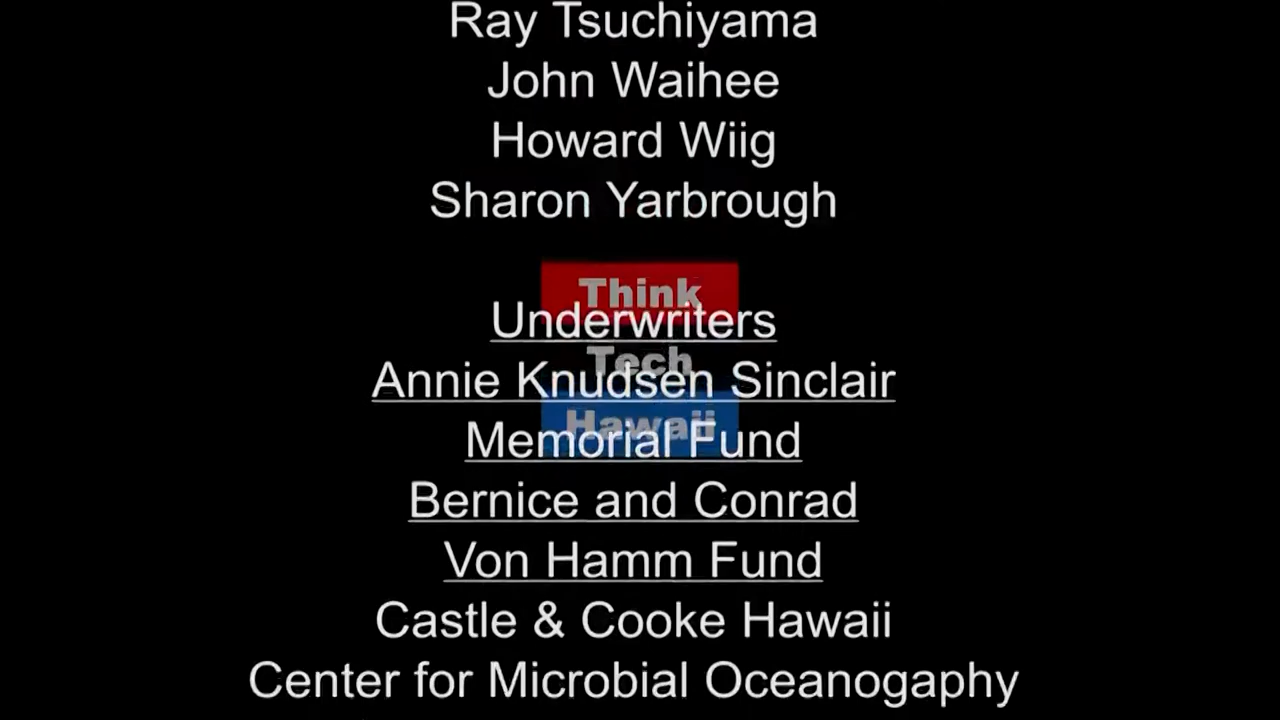 Ray Tsuchiyama
John Waihee
Howard Wiig
Sharon Yarbrough
Think
Underwriters
Tech
Annie Knudsen Sinclair
Hawaii
Memorial Fund
Bernice and Conrad
Von Hamm Fund
Castle & Cooke Hawaii
Center for Microbial Oceanogaphy